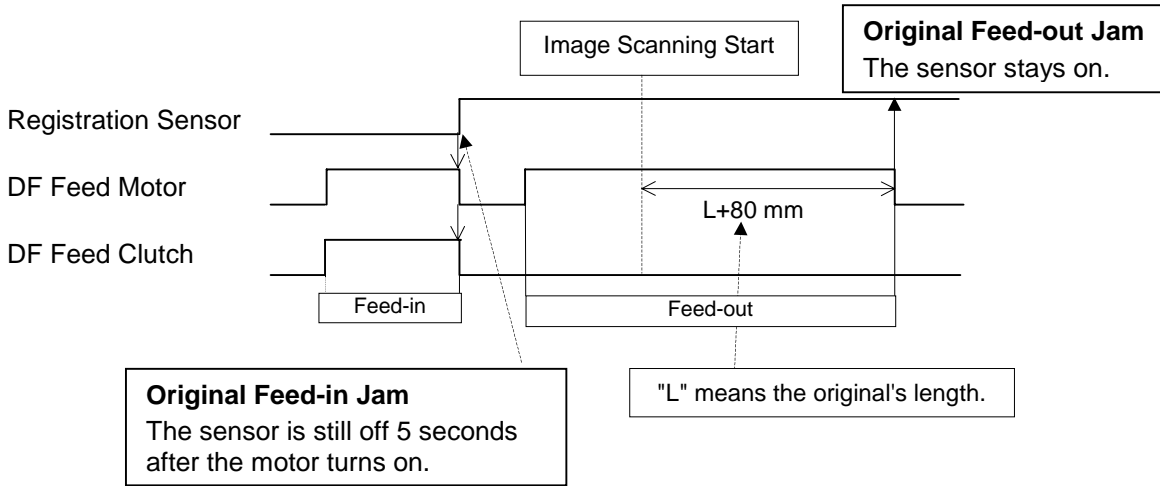 Image Scanning Start
Original Feed-out Jam
The sensor stays on.
Registration Sensor
DF Feed Motor
L+80 mm
DF Feed Clutch
Feed-in
Feed-out
Original Feed-in Jam
The sensor is still off 5 seconds
after the motor turns on.
"L" means the original's length.